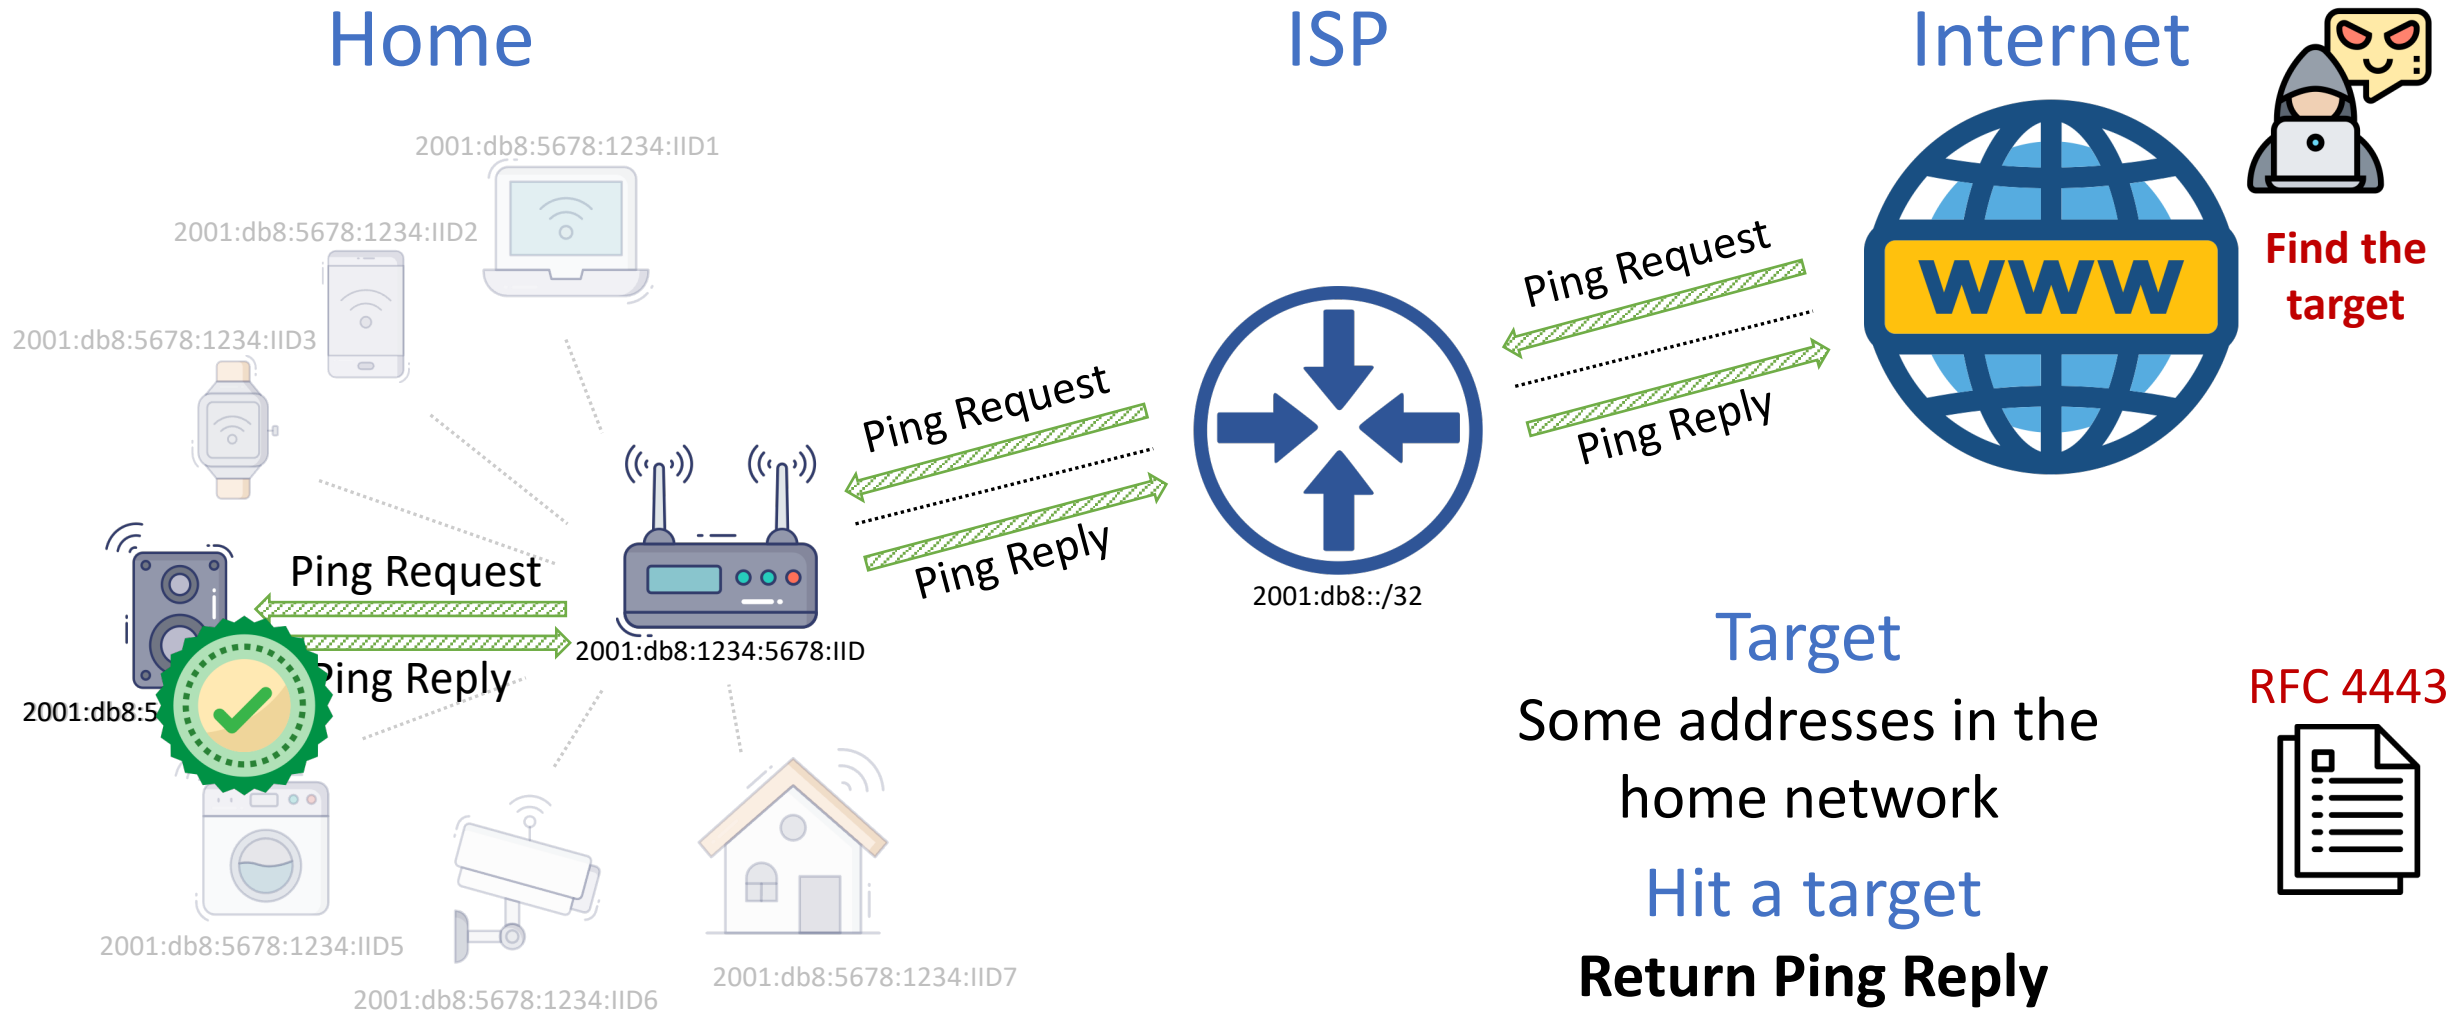 Home
ISP
Internet
2001:db8:5678:1234:IID1
2001:db8:5678:1234:IID2
2001:db8:5678:1234:IID3
Ping Request
Ping Reply
2001:db8:5
2001:db8:5678:1234:IID5
2001:db8:5678:1234:IID6
2001:db8:5678:1234:IID7
2001:db8:1234:5678:IID
Ping Request
Ping Reply
2001:db8::/32
Ping Request
Ping Reply
WWW
Find the
target
Target
Some addresses in the
home network
Hit a target
Return Ping Reply
RFC 4443